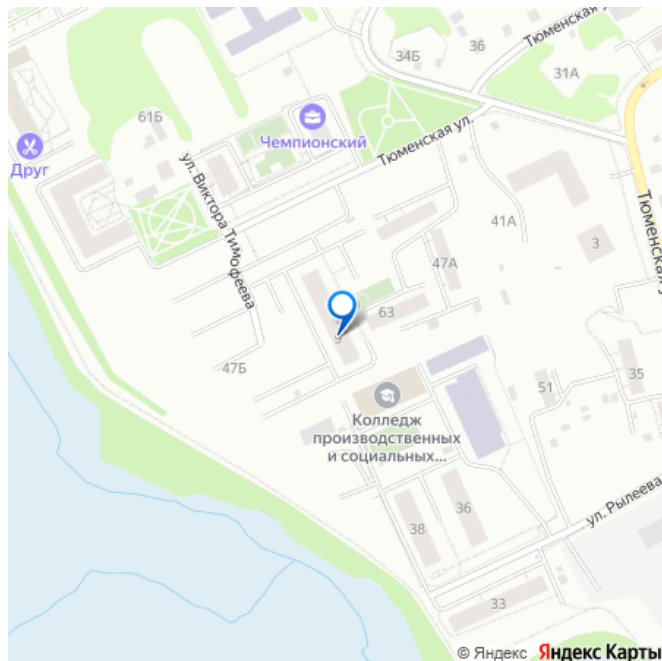 Тюменская ул.
36
34Б
31А
61Б
Чемпионский
Друг
Тюменская ул.
ул. Виктора Тимофеева
41А
3
47А
63
9
47Б
35
51
Колледж
производственных
и социальных...
ул. Рылеева
36
38
33
© Яндекс Яндекс Карты